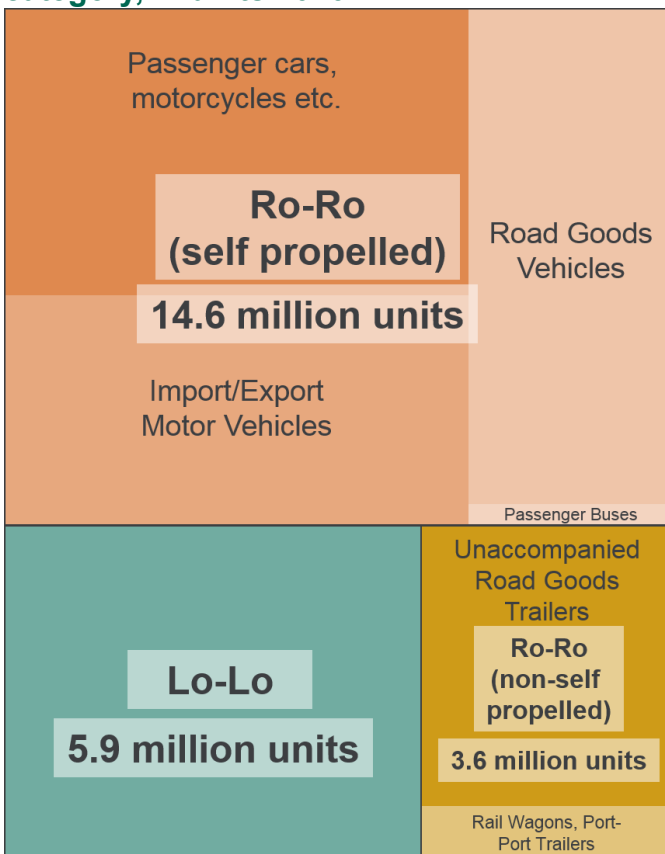 Passenger cars,
motorcycles etc.
Ro-Ro
(self propelled)
14.6 million units
Road Goods
Vehicles
Import/Export
Motor Vehicles
Passenger Buses
Lo-Lo
5.9 million units
Unaccompanied
Road Goods
Trailers
Ro-Ro
(non-self
propelled)
3.6 million units
Rail Wagons, Port-
Port Trailers